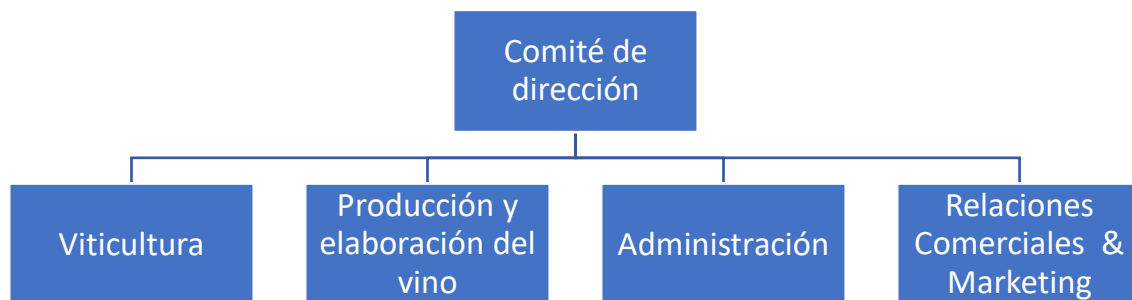 Comité de
dirección
Viticultura
Producción y
elaboración del
vino
Administración
Relaciones
Comerciales &
Marketing